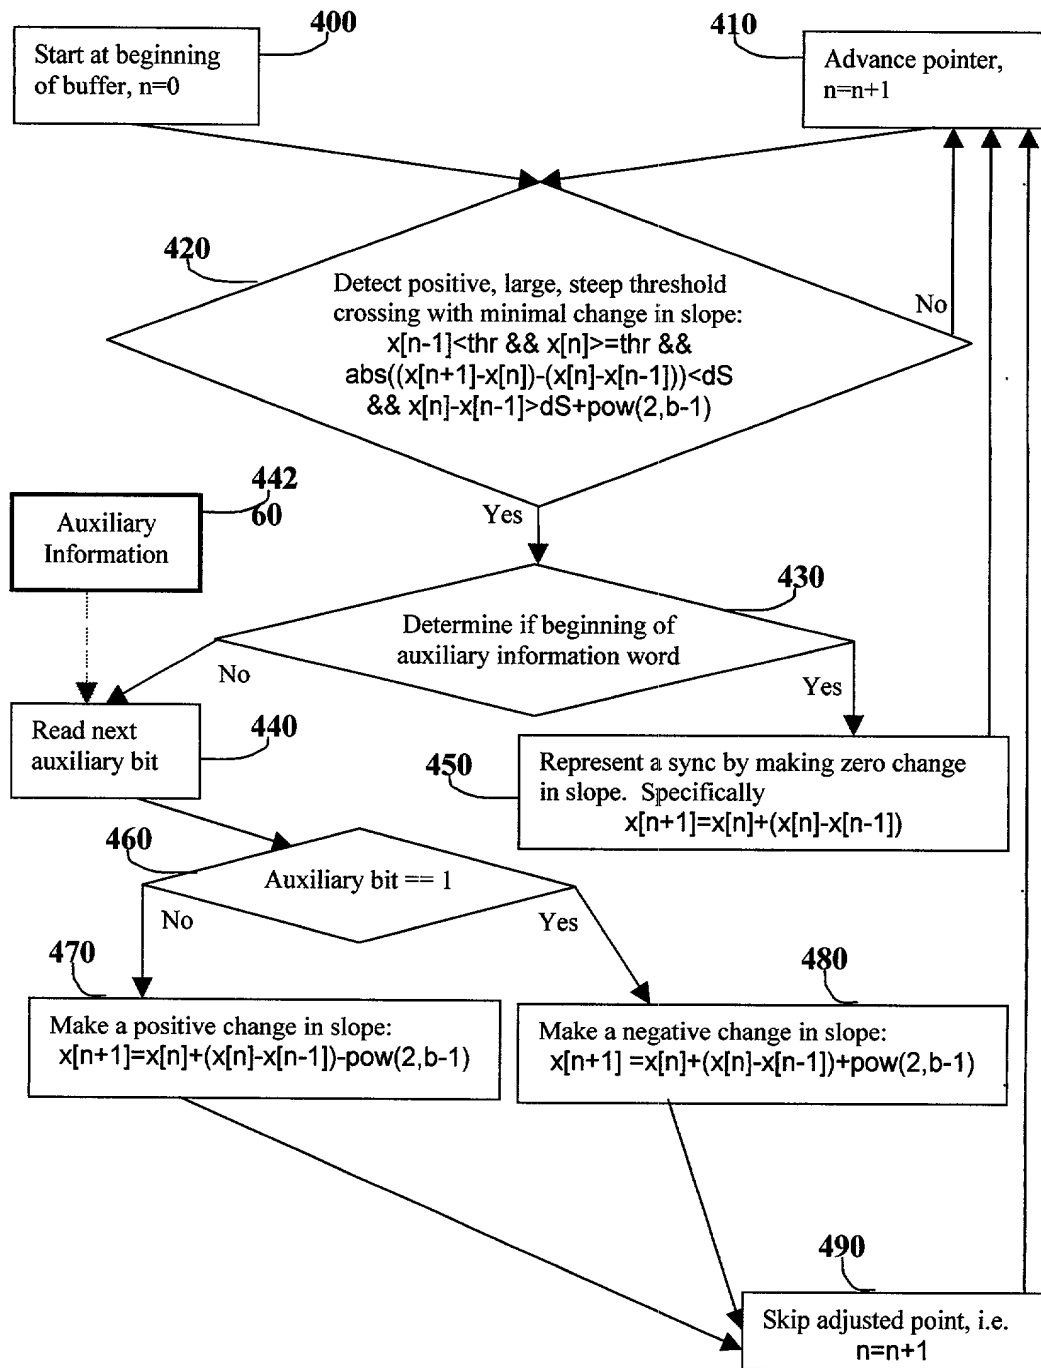 400
Start at beginning
of buffer, n=0
410
Advance pointer,
n=n+1
420
Detect positive, large, steep threshold
crossing with minimal change in slope:
x[n-1]<thr && x[n]>=thr &&
abs((x[n+1]-x[n])-(x[n]-x[n-1]))<dS
&& x[n]-x[n-1]>dS+pow(2,b-1)
No
Yes
442
60
Auxiliary
Information
430
Determine if beginning of
auxiliary information word
No
Yes
Read next
auxiliary bit
440
450
Represent a sync by making zero change
in slope. Specifically
x[n+1]=x[n]+(x[n]-x[n-1])
460
Auxiliary bit == 1
No
Yes
470
Make a positive change in slope:
x[n+1]=x[n]+(x[n]-x[n-1])-pow(2,b-1)
480
Make a negative change in slope:
x[n+1] =x[n]+(x[n]-x[n-1])+pow(2,b-1)
490
Skip adjusted point, i.e.
n=n+1